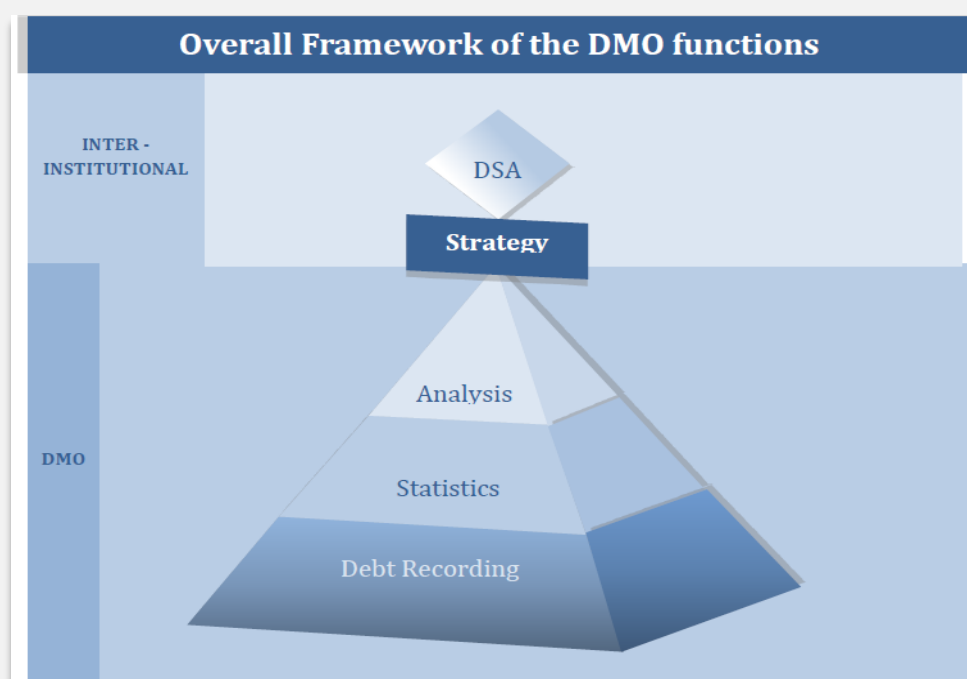 Overall Framework of the DMO functions
INTER -
INSTITUTIONAL
DSA
Strategy
Analysis
DMO
Statistics
Debt Recording